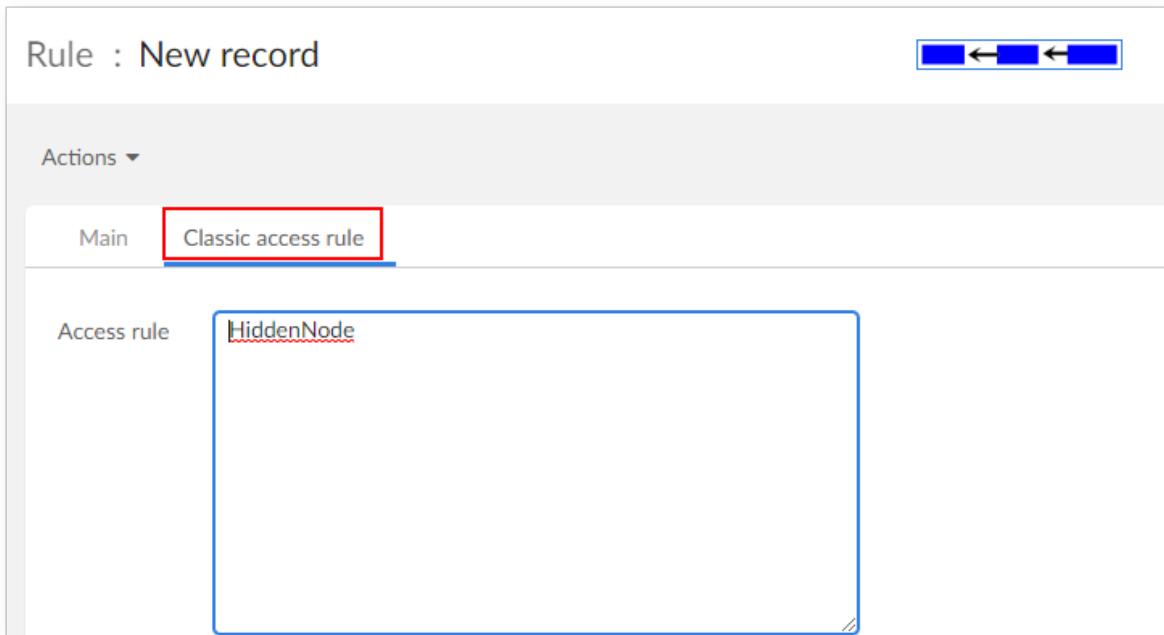 Rule : New record
Actions
Main Classic access rule
Access rule HiddenNode